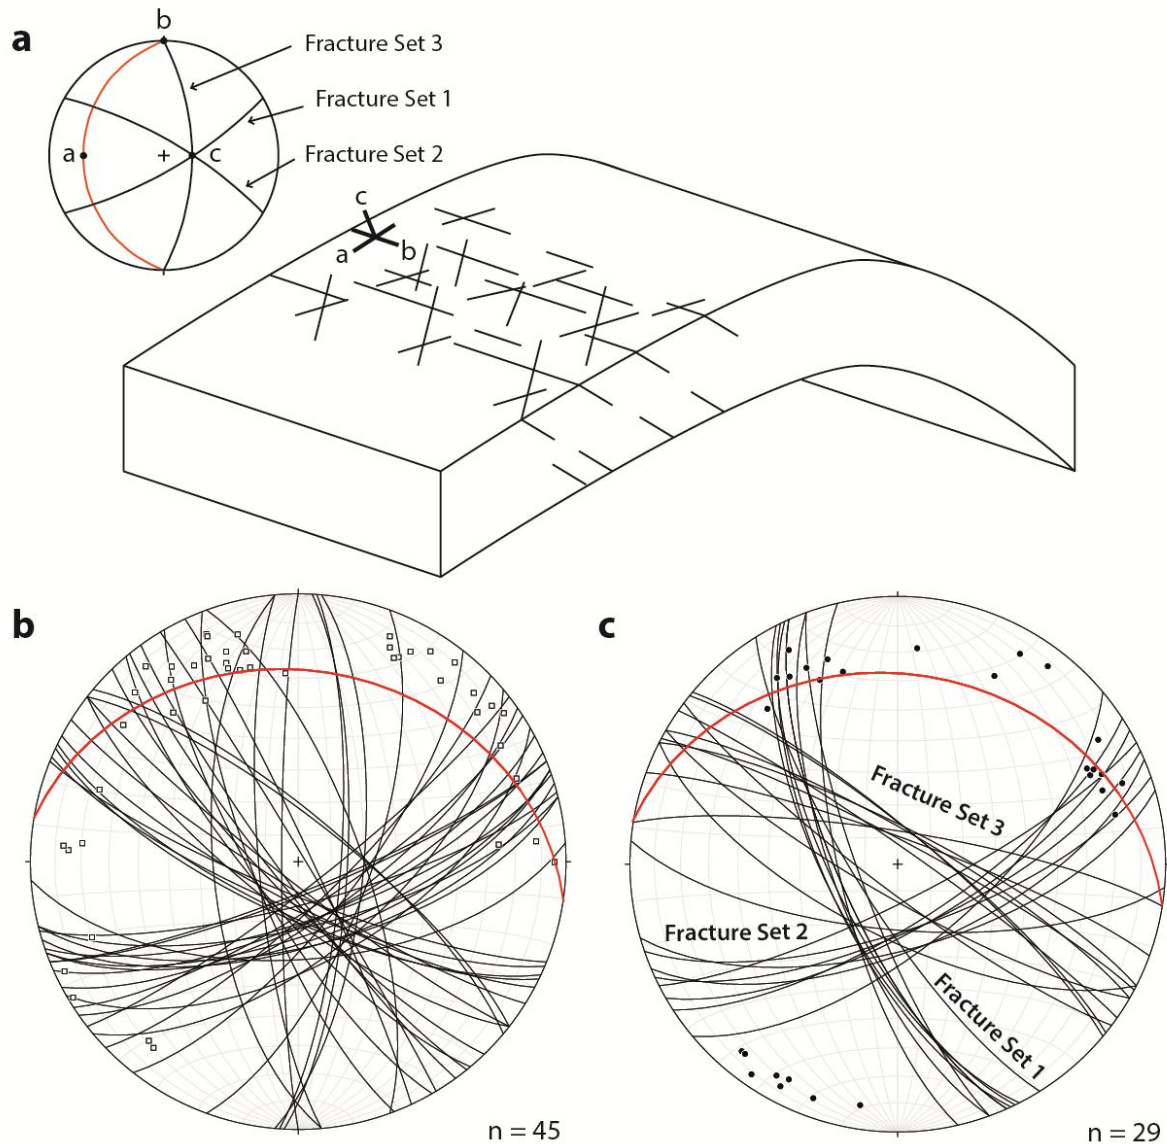 a
b
Fracture Set 3
Fracture Set 1
a
c
Fracture Set 2
c
a
b
b
c
Fracture Set 3
Fracture Set 2
Fracture Set 1
n = 45
n = 29